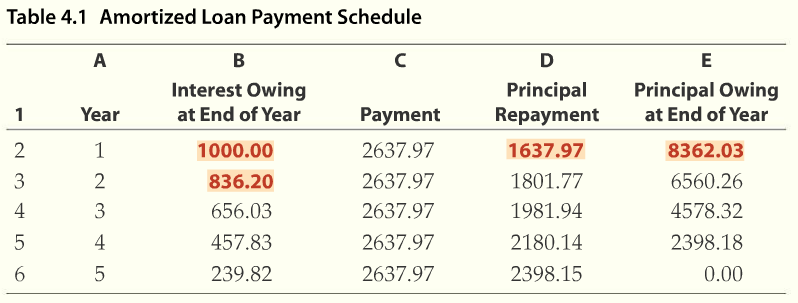 Table 4.1 Amortized Loan Payment Schedule
A B C D E
Interest Owing Principal Principal Owing
1 Year at End of Year Payment Repayment at End of Year
2 1 1000.00 2637.97 1637.97 8362.03
3 2 836.20 2637.97 1801.77 6560.26
4 3 656.03 2637.97 1981.94 4578.32
5 4 457.83 2637.97 2180.14 2398.18
6 5 239.82 2637.97 2398.15 0.00